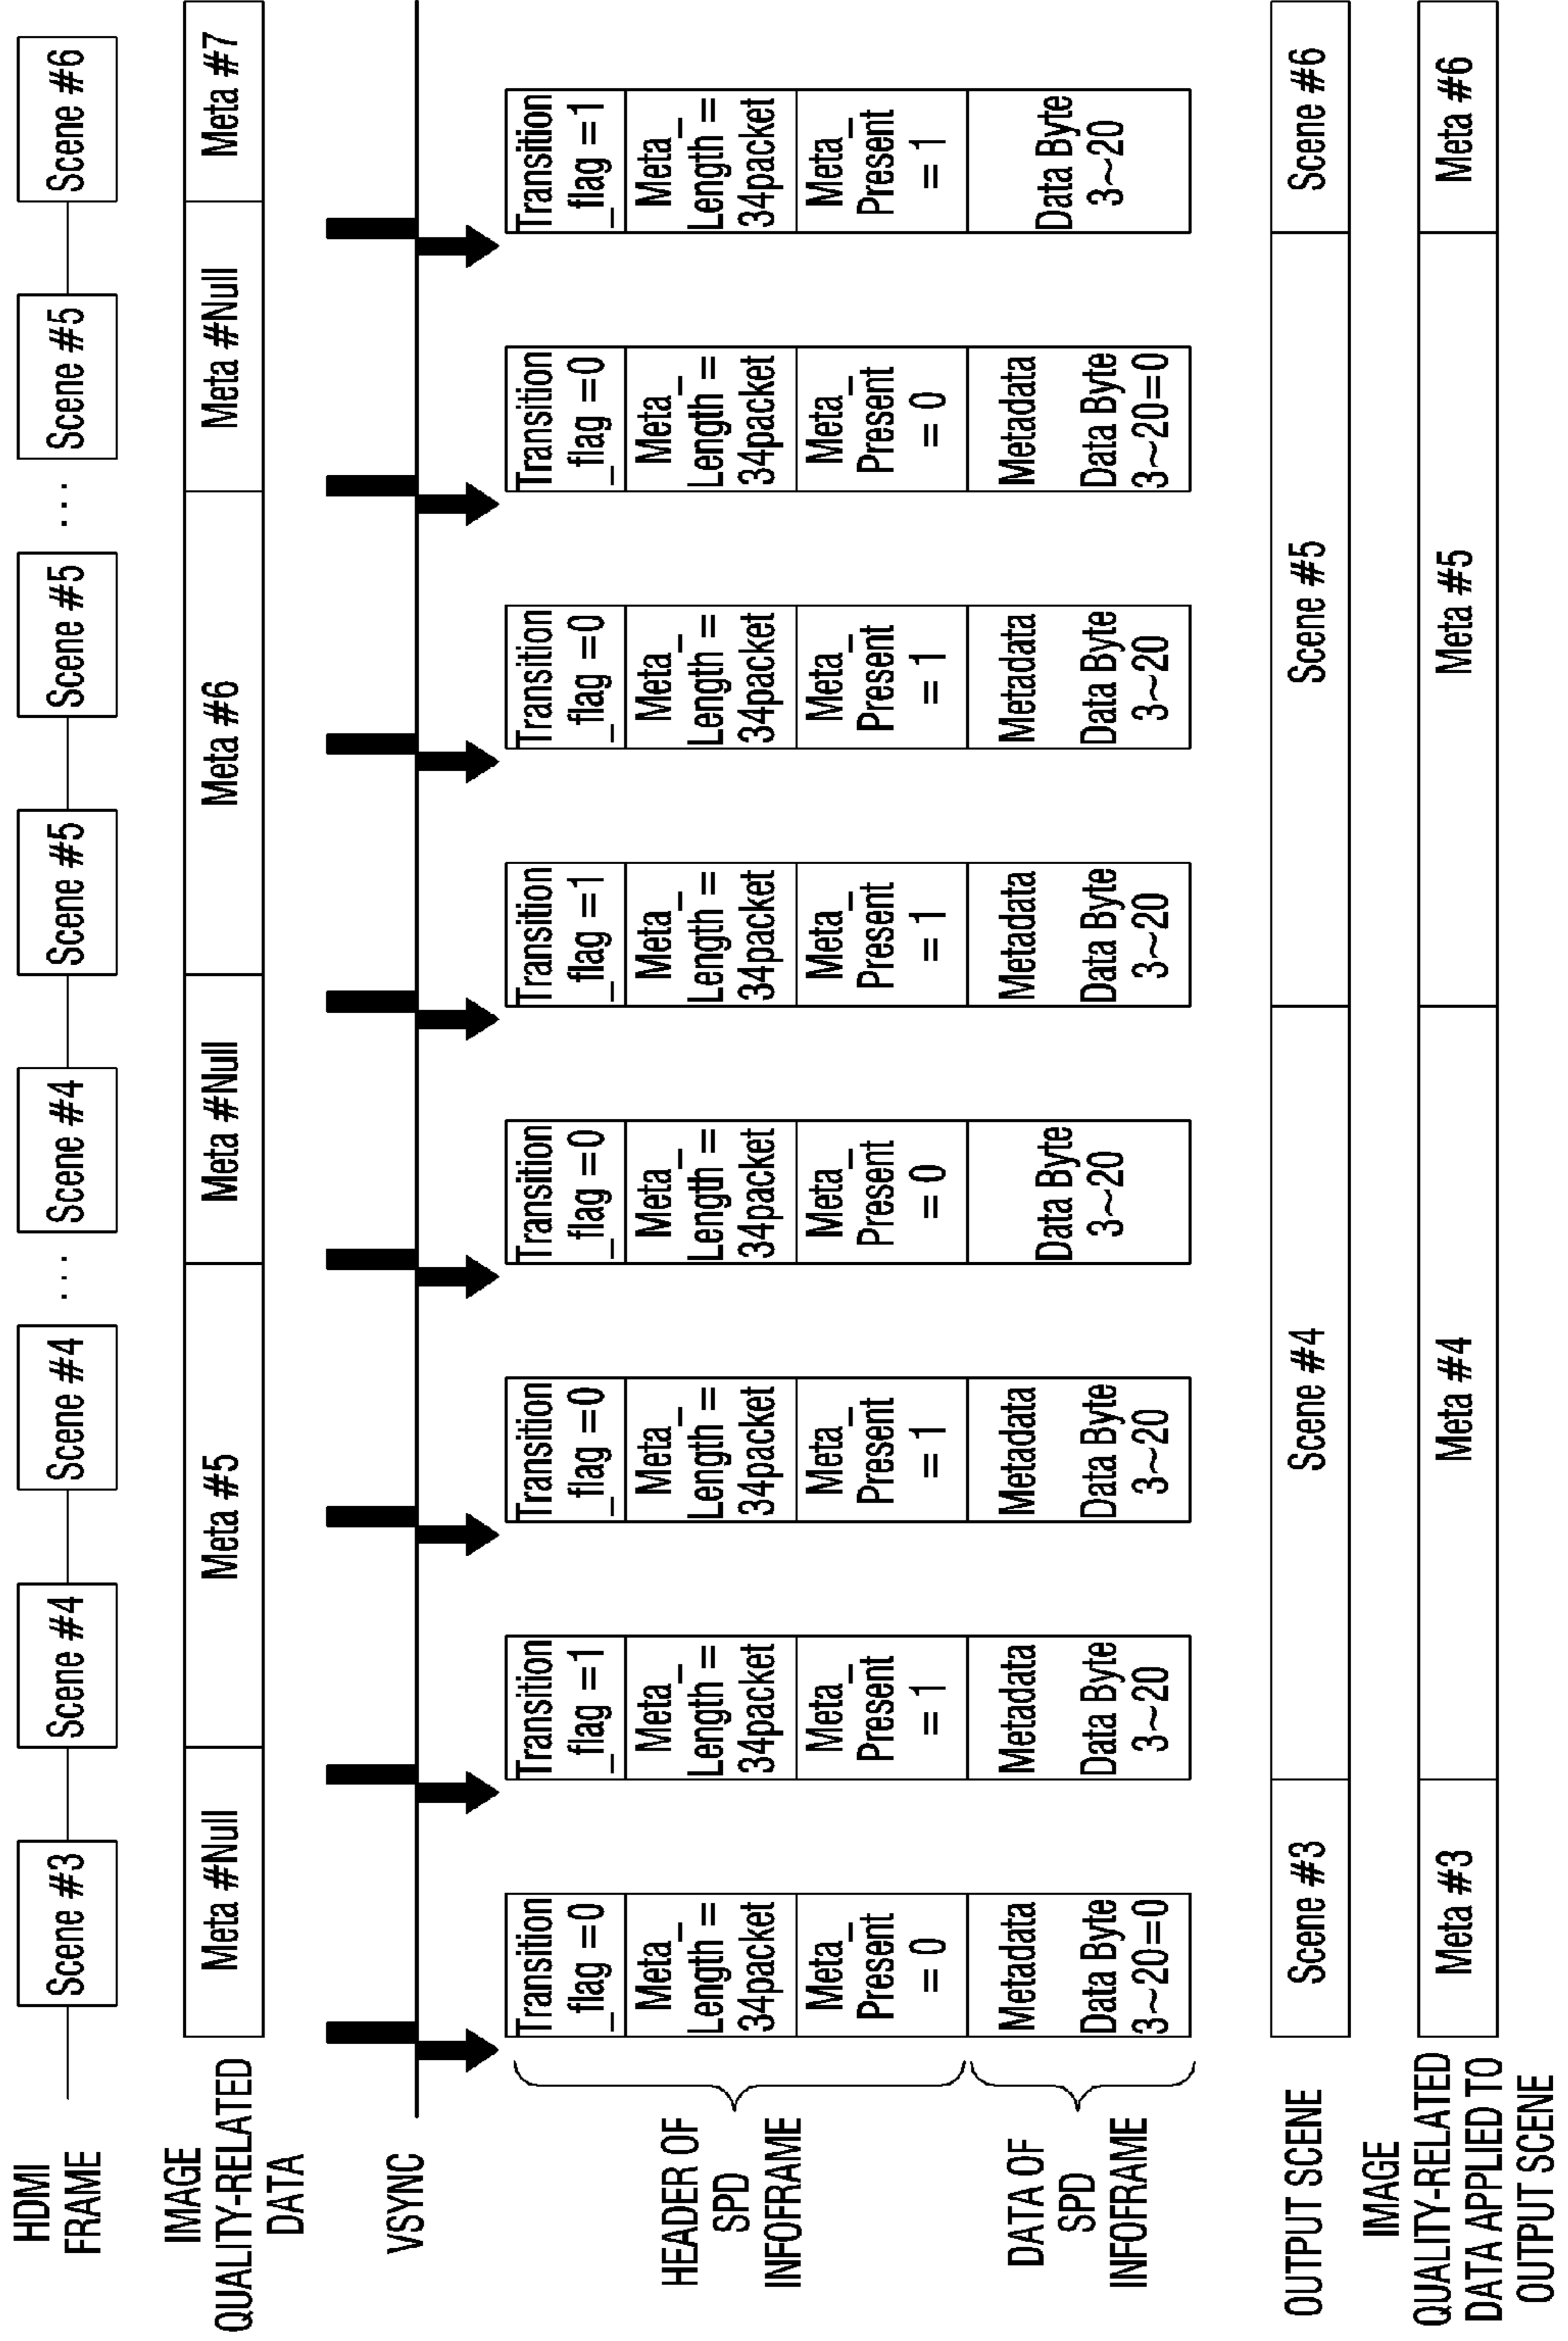 HDMI
FRAME
Scene #3
Scene #4
Scene #4
...
Scene #4
Scene #5
Scene #5
...
Scene #5
Scene #6
IMAGE
QUALITY-RELATED
DATA
Meta #Null
Meta #5
Meta #Null
Meta #6
Meta #Null
Meta #7
VSYNC
HEADER OF
SPD
INFOFRAME
DATA OF
SPD
INFOFRAME
Transition
_flag =0
Meta_
Length =
34packet
Meta_
Present
= 0
Metadata
Data Byte
3~20=0
Transition
_flag =1
Meta_
Length =
34packet
Meta_
Present
= 1
Metadata
Data Byte
3~20
Transition
_flag =0
Meta_
Length =
34packet
Meta_
Present
= 1
Metadata
Data Byte
3~20
Transition
_flag =0
Meta_
Length =
34packet
Meta_
Present
= 0
Data Byte
3~20
Transition
_flag =1
Meta_
Length =
34packet
Meta_
Present
= 1
Metadata
Data Byte
3~20
Transition
_flag =0
Meta_
Length =
34packet
Meta_
Present
= 1
Metadata
Data Byte
3~20
Transition
_flag =0
Meta_
Length =
34packet
Meta_
Present
= 0
Metadata
Data Byte
3~20=0
Transition
_flag =1
Meta_
Length =
34packet
Meta_
Present
= 1
Data Byte
3~20
OUTPUT SCENE
Scene #3
Scene #4
Scene #5
Scene #6
IMAGE
QUALITY-RELATED
DATA APPLIED TO
OUTPUT SCENE
Meta #3
Meta #4
Meta #5
Meta #6